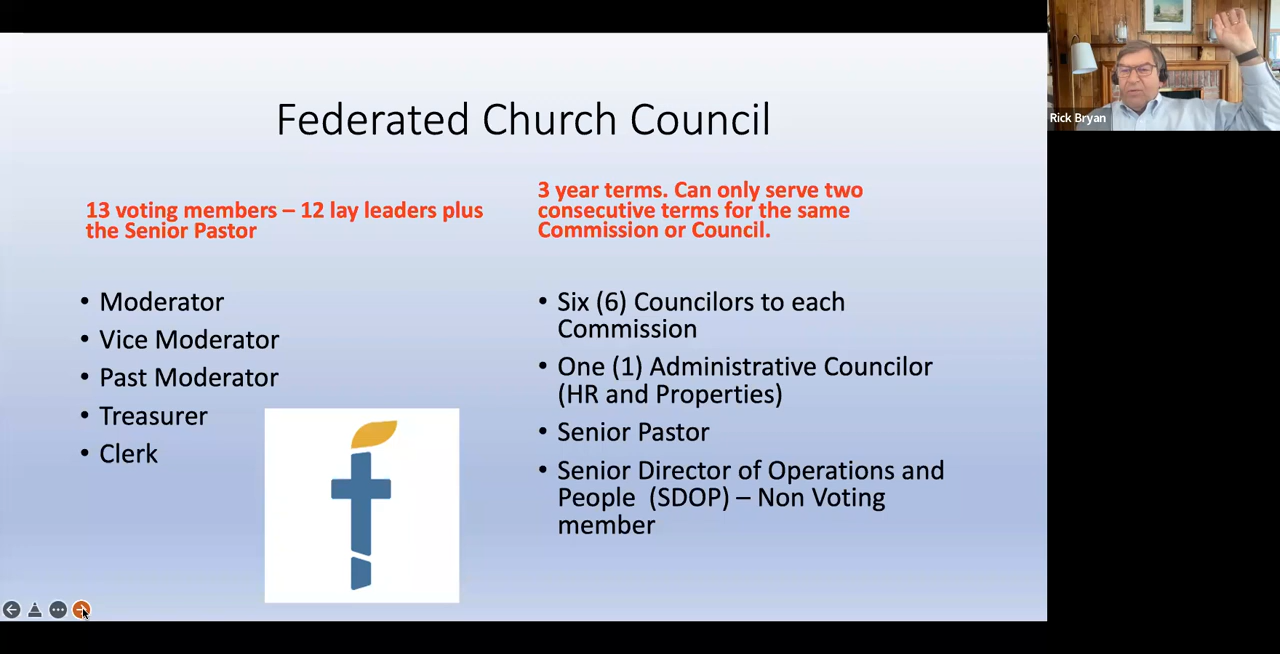 Federated Church Council
13 voting members – 12 lay leaders plus
the Senior Pastor
• Moderator
• Vice Moderator
• Past Moderator
• Treasurer
• Clerk
3 year terms. Can only serve two
consecutive terms for the same
Commission or Council.
• Six (6) Councilors to each
Commission
• One (1) Administrative Councilor
(HR and Properties)
• Senior Pastor
• Senior Director of Operations and
People  (SDOP) – Non Voting
member
Rick Bryan